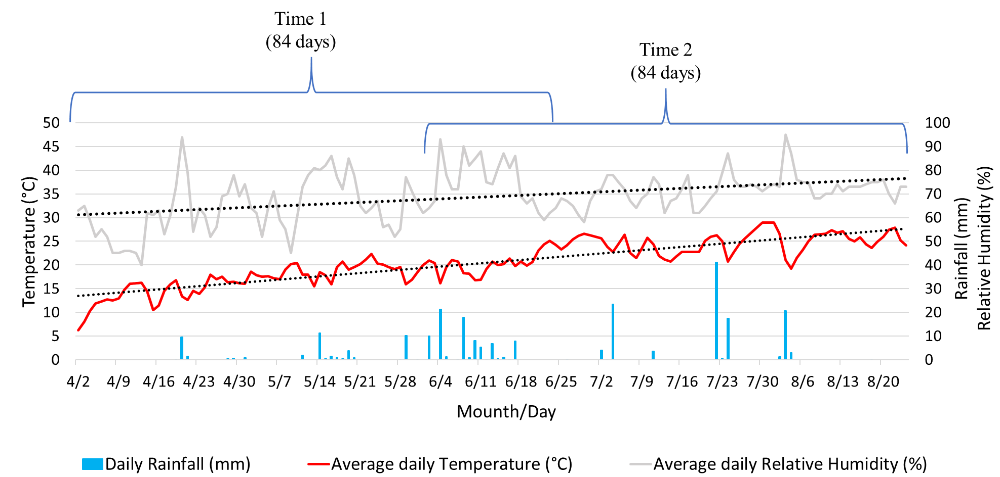 Time 1
(84 days)
Time 2
(84 days)
50
45
40
35
30
25
20
15
10
5
0
Temperature (°C)
100
90
80
70
60
50
40
30
20
10
0
Rainfall (mm)
Relative Humidity (%)
4/2 4/9 4/16 4/23 4/30 5/7 5/14 5/21 5/28 6/4 6/11 6/18 6/25 7/2 7/9 7/16 7/23 7/30 8/6 8/13 8/20
Mounth/Day
Daily Rainfall (mm) Average daily Temperature (°C) Average daily Relative Humidity (%)